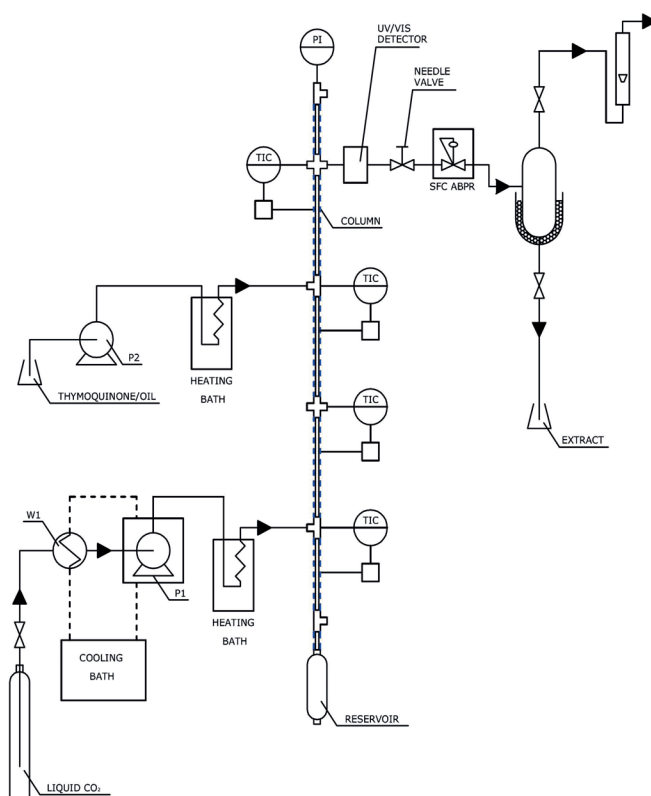 UV/VIS
DETECTOR
PI
NEEDLE
VALVE
TIC
SFC ABPR
COLUMN
TIC
P2
HEATING
BATH
THYMOQUINONE/OIL
TIC
EXTRACT
W1
TIC
P1
HEATING
BATH
COOLING
BATH
RESERVOIR
LIQUID CO₂